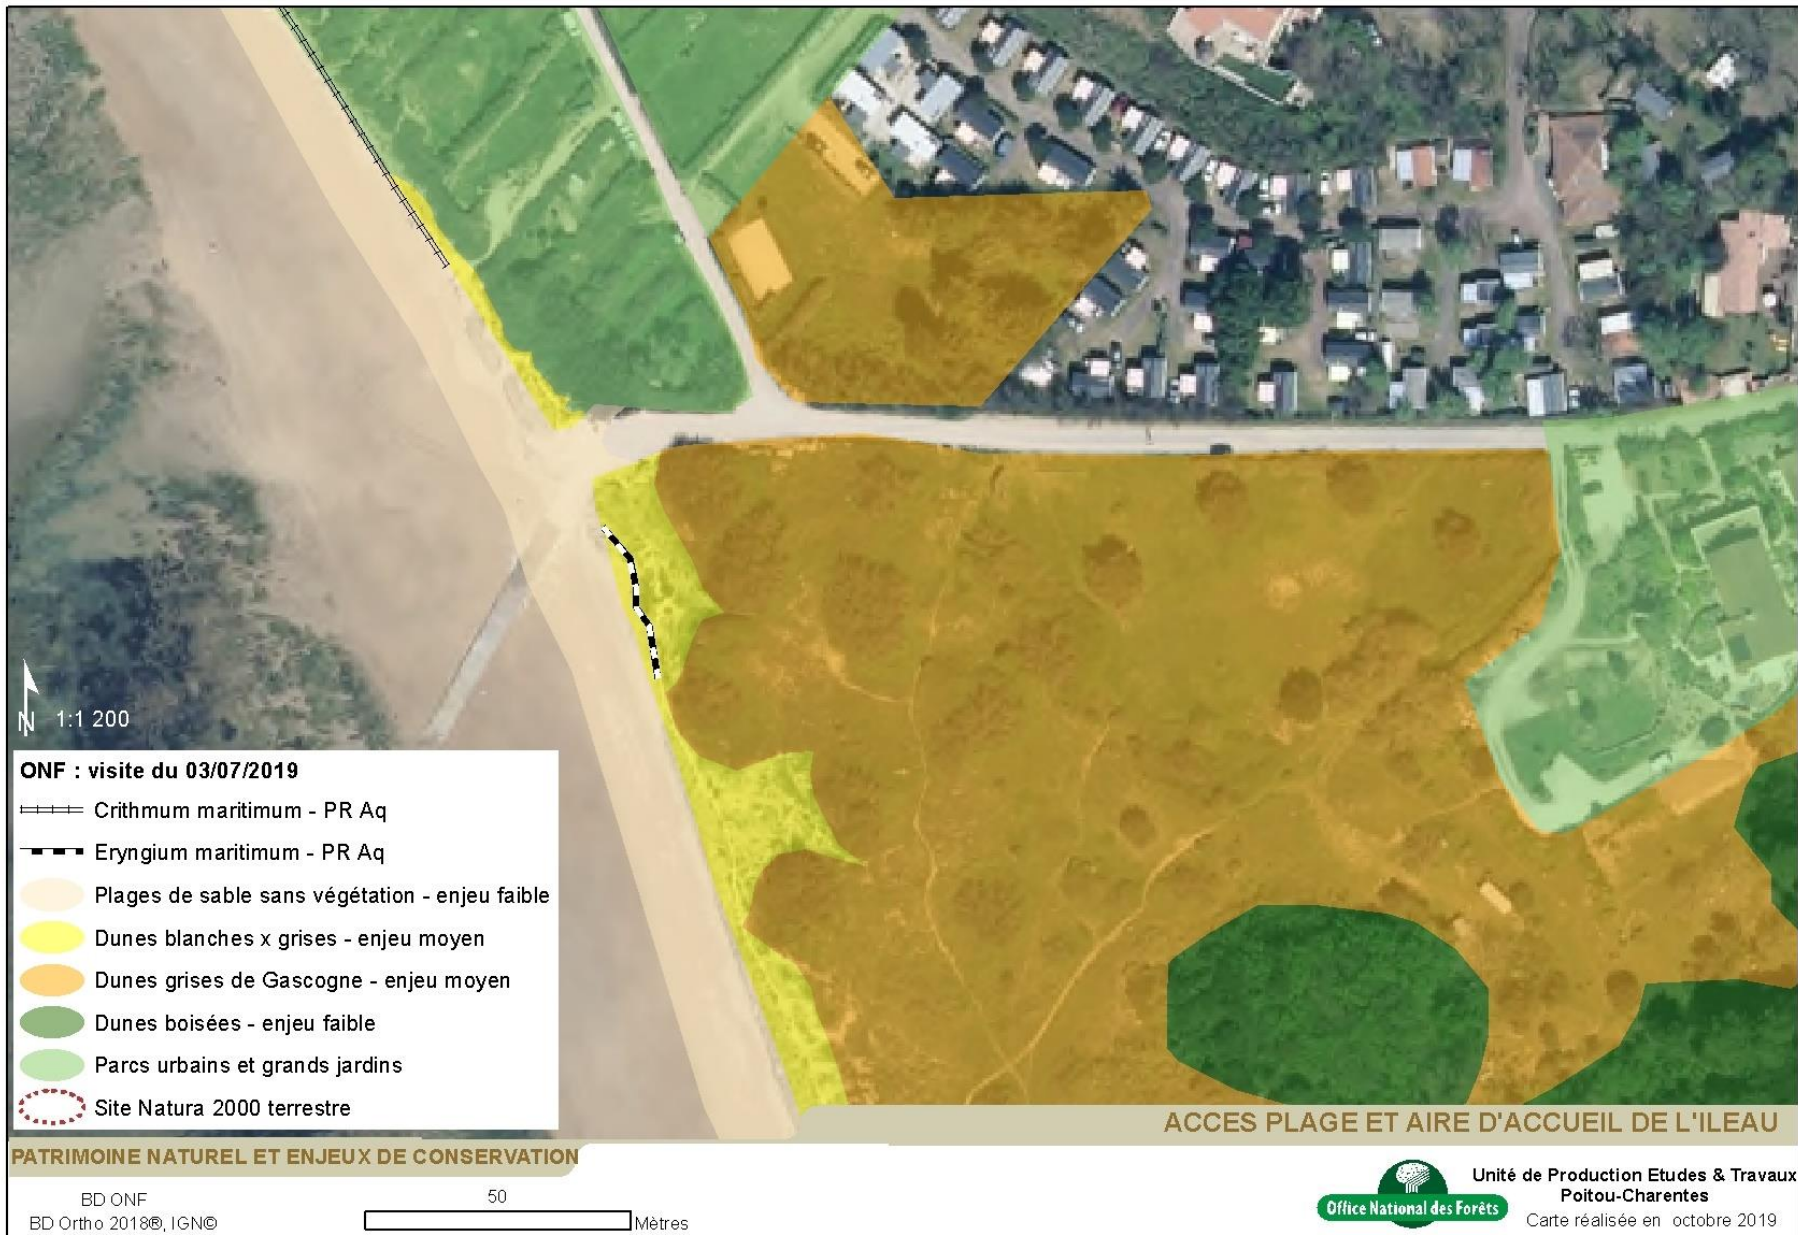 N
1:1 200
ONF : visite du 03/07/2019
Crithmum maritimum - PR Aq
Eryngium maritimum - PR Aq
Plages de sable sans végétation - enjeu faible
Dunes blanches x grises - enjeu moyen
Dunes grises de Gascogne - enjeu moyen
Dunes boisées - enjeu faible
Parcs urbains et grands jardins
Site Natura 2000 terrestre
ACCES PLAGE ET AIRE D'ACCUEIL DE L'ILEAU
PATRIMOINE NATUREL ET ENJEUX DE CONSERVATION
BD ONF
BD Ortho 2018®, IGN©
50
Mètres
Office National des Forêts
Unité de Production Etudes & Travaux
Poitou-Charentes
Carte réalisée en octobre 2019